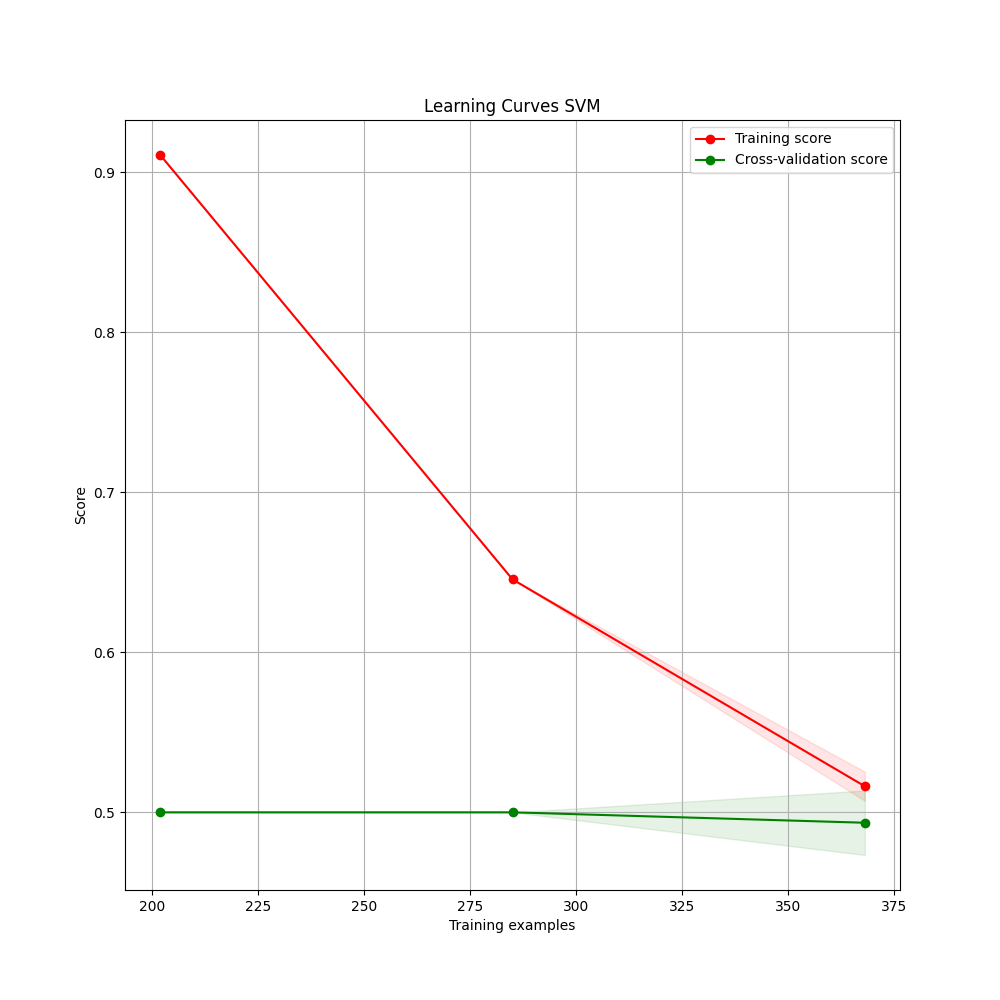 Learning Curves SVM
Training score
Cross-validation score
Score
0.9
0.8
0.7
0.6
0.5
200 225 250 275 300 325 350 375
Training examples